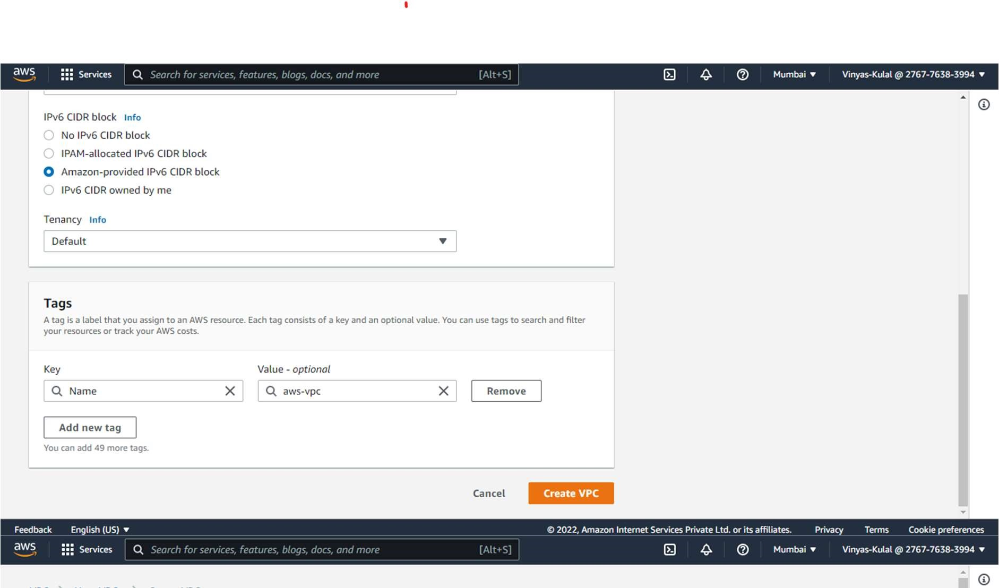 aws Services Search for services, features, blogs, docs, and more [Alt+S] Mumbai Vinyas-Kulal @ 2767-7638-3994
IPv6 CIDR block Info
No IPv6 CIDR block
IPAM-allocated IPv6 CIDR block
Amazon-provided IPv6 CIDR block
IPv6 CIDR owned by me
Tenancy Info
Default
Tags
A tag is a label that you assign to an AWS resource. Each tag consists of a key and an optional value. You can use tags to search and filter
your resources or track your AWS costs.
Key Value - optional
Name aws-vpc Remove
Add new tag
You can add 49 more tags.
Cancel Create VPC
Feedback English (US) © 2022, Amazon Internet Services Private Ltd. or its affiliates. Privacy Terms Cookie preferences
aws Services Search for services, features, blogs, docs, and more [Alt+S] Mumbai Vinyas-Kulal @ 2767-7638-3994